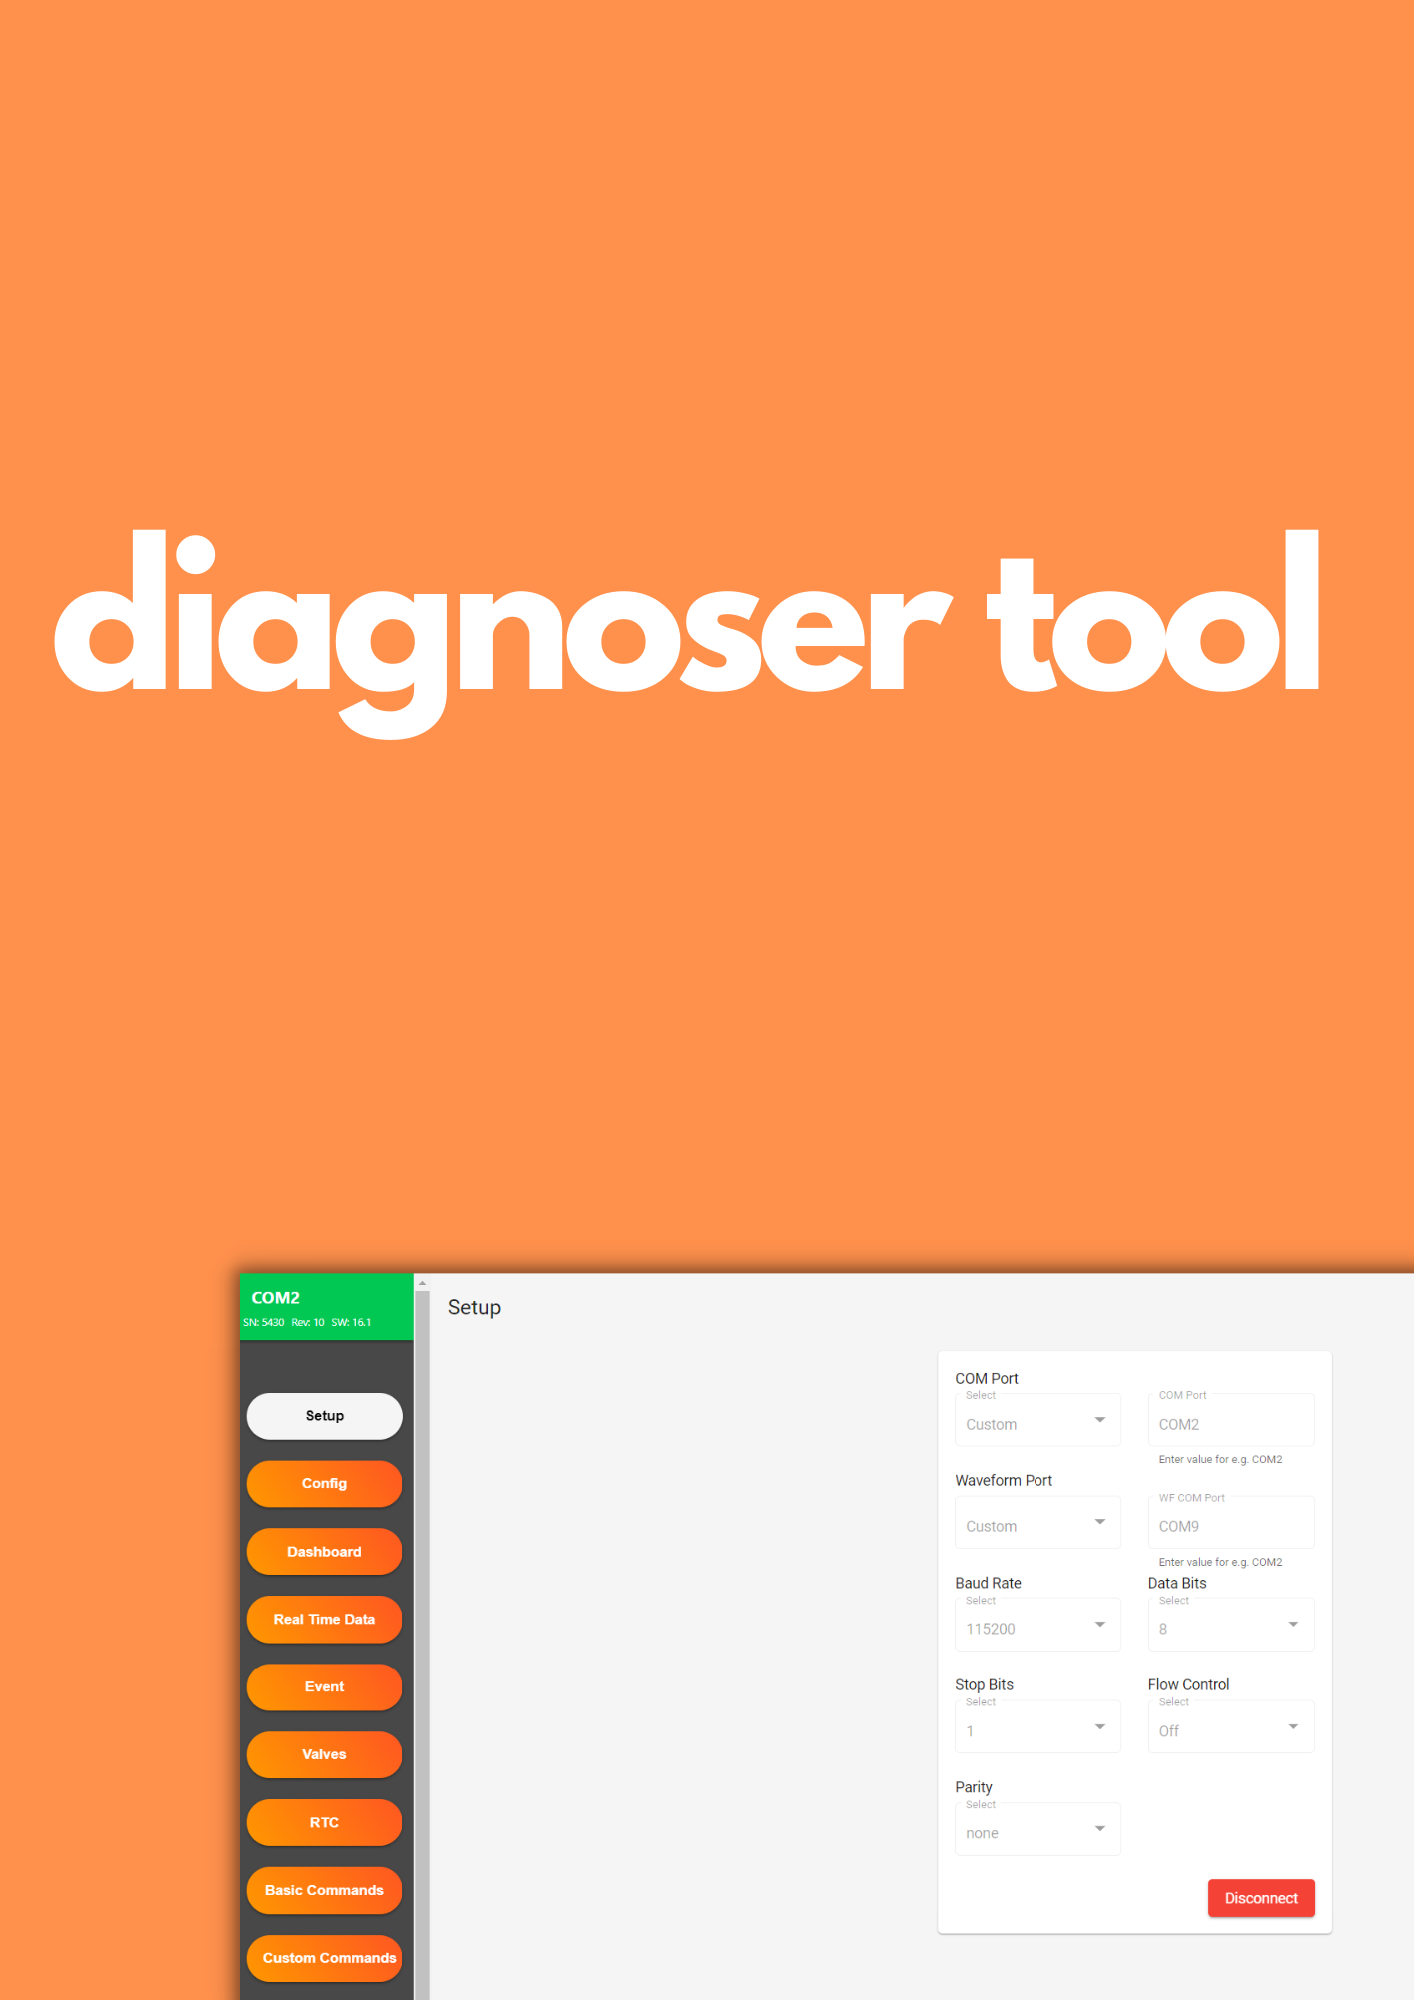 diagnoser tool
COM2
SN: 5430 Rev: 10 SW: 16.1
Setup
Config
Dashboard
Real Time Data
Event
Valves
RTC
Basic Commands
Custom Commands
Setup
COM Port
Select
Custom
COM Port
COM2
Enter value for e.g. COM2
Waveform Port
Custom
WF COM Port
COM9
Enter value for e.g. COM2
Baud Rate
Select
115200
Data Bits
Select
8
Stop Bits
Select
1
Flow Control
Select
Off
Parity
Select
none
Disconnect